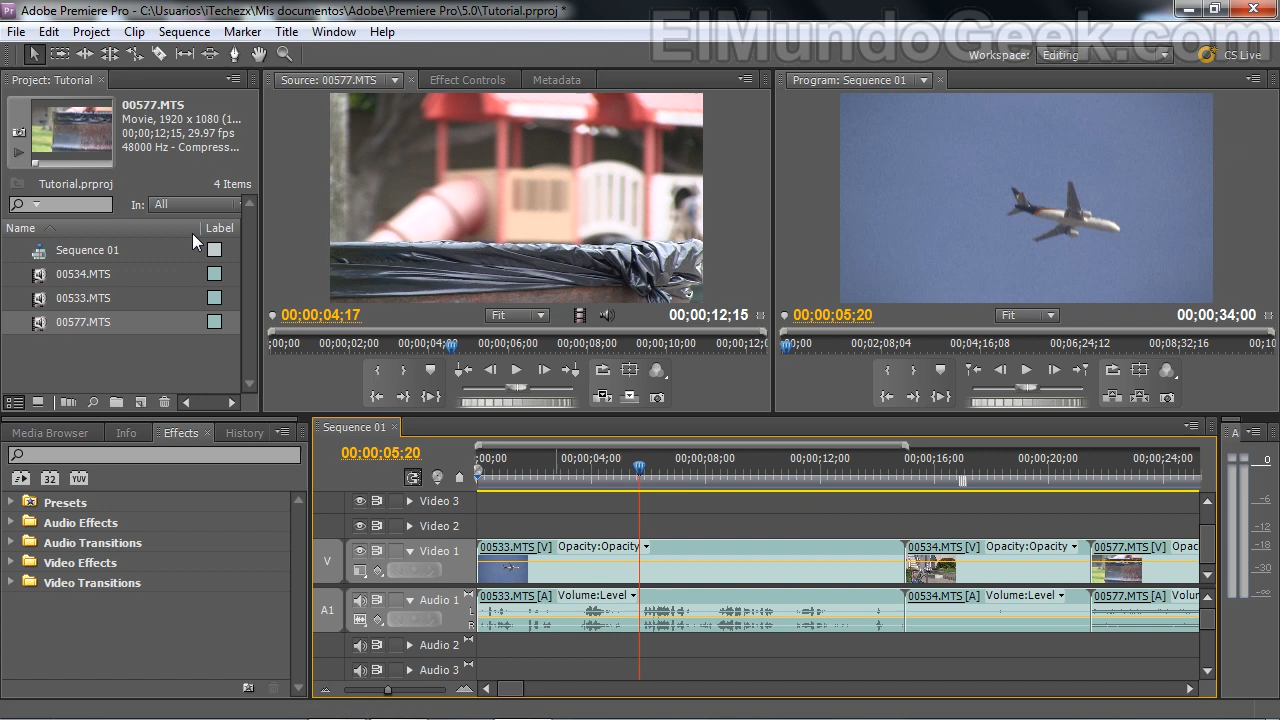 Adobe Premiere Pro - C:\Usuarios\iTechezx\Mis documentos\Adobe\Premiere Pro\5.0\Tutorial.prproj *
ElMundoGeek.com
File Edit Project Clip Sequence Marker Title Window Help
Workspace: Editing CS Live
Project: Tutorial
Source: 00577.MTS Effect Controls Metadata
Program: Sequence 01
00577.MTS
Movie, 1920 x 1080 (1...
00;00;12;15, 29.97 fps
48000 Hz - Compress...
Tutorial.prproj 4 Items
In: All
Name Label
Sequence 01
00534.MTS
00533.MTS
00577.MTS
00;00;04;17 Fit 00;00;12;15
;00;00 00;00;02;00 00;00;04;00 00;00;06;00 00;00;08;00 00;00;10;00 00;00;12;0
00;00;05;20 Fit 00;00;34;00
;00;00 00;02;08;04 00;04;16;08 00;06;24;12 00;08;32;16 00;10
Media Browser Info Effects History
32 YUV
Presets
Audio Effects
Audio Transitions
Video Effects
Video Transitions
Sequence 01
00;00;05;20
;00;00 00;00;04;00 00;00;08;00 00;00;12;00 00;00;16;00 00;00;20;00 00;00;24;00
Video 3
Video 2
V Video 1
00533.MTS [V] Opacity:Opacity 00534.MTS [V] Opacity:Opacity 00577.MTS [V] Opac
A1 Audio 1 L R
00533.MTS [A] Volume:Level 00534.MTS [A] Volume:Level 00577.MTS [A] Volur
Audio 2
Audio 3
A
0
-6
-12
-18
-30
-∞